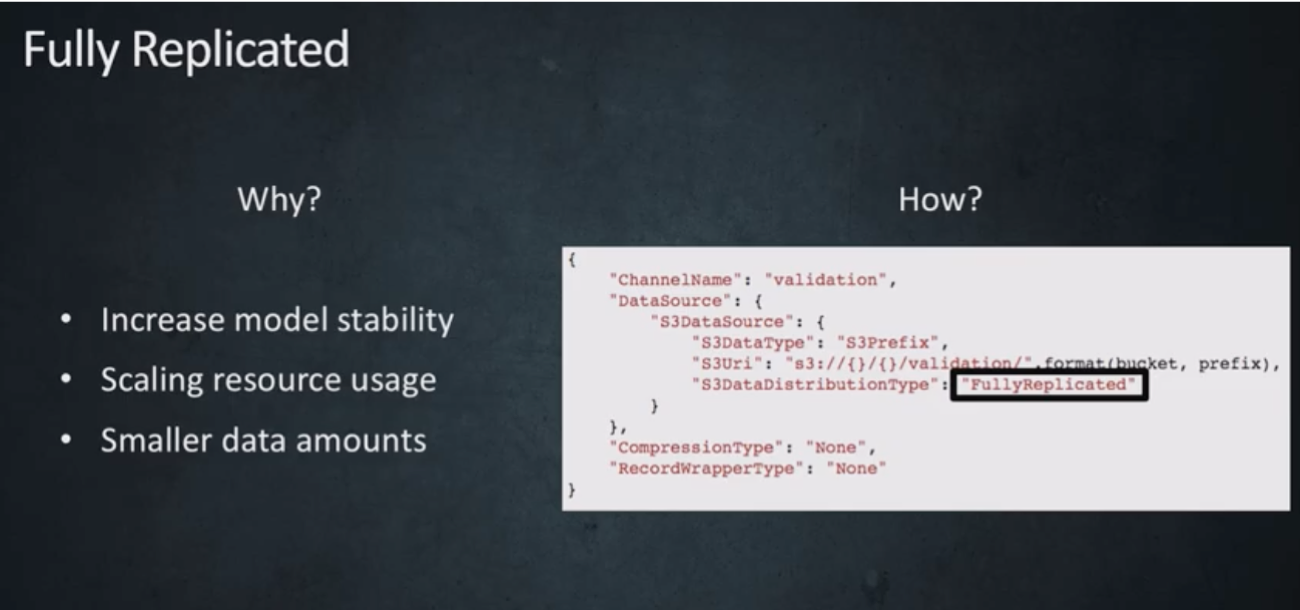 Fully Replicated
Why?
• Increase model stability
• Scaling resource usage
• Smaller data amounts
How?
{
"ChannelName": "validation",
"DataSource": {
"S3DataSource": {
"S3DataType": "S3Prefix",
"S3Uri": "s3://{}/{}/validation/".format(bucket, prefix),
"S3DataDistributionType": "FullyReplicated"
}
},
"CompressionType": "None",
"RecordWrapperType": "None"
}